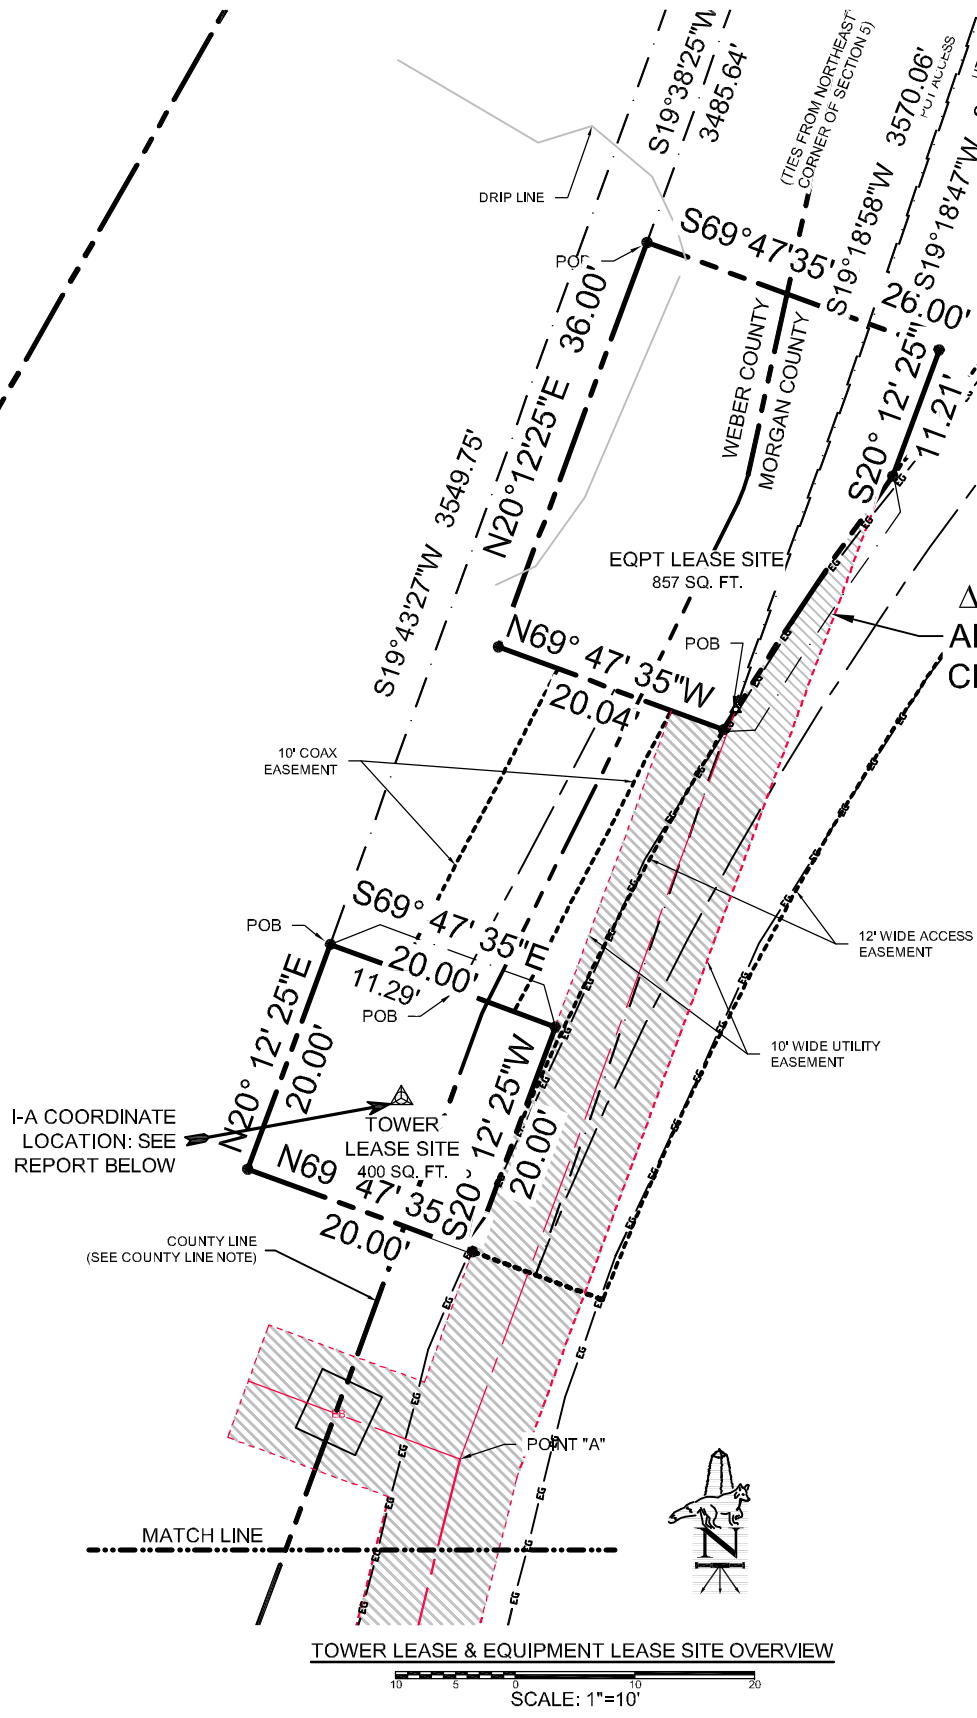 S19°38'25"W
3485.64'
(TIES FROM NORTHEAST
CORNER OF SECTION 5)
S19°18'58"W 3570.06'
S19°18'47"W
DRIP LINE
S69°47'35"
26.00'
N20°12'25"E 36.00'
WEBER COUNTY
MORGAN COUNTY
S20° 12' 25"
11.21'
S19°43'27"W 3549.75'
EQPT LEASE SITE
857 SQ. FT.
POB
N69° 47' 35"W
20.04'
10' COAX
EASEMENT
POB
S69° 47' 35"E
20.00'
11.29'
POB
12' WIDE ACCESS
EASEMENT
10' WIDE UTILITY
EASEMENT
N20° 12' 25"E
20.00'
I-A COORDINATE
LOCATION: SEE
REPORT BELOW
TOWER
LEASE SITE
400 SQ. FT.
S20° 12' 25"W
20.00'
N69 47' 35
20.00'
COUNTY LINE
(SEE COUNTY LINE NOTE)
EB
POINT "A"
MATCH LINE
N
TOWER LEASE & EQUIPMENT LEASE SITE OVERVIEW
10 5 0 10 20
SCALE: 1"=10'